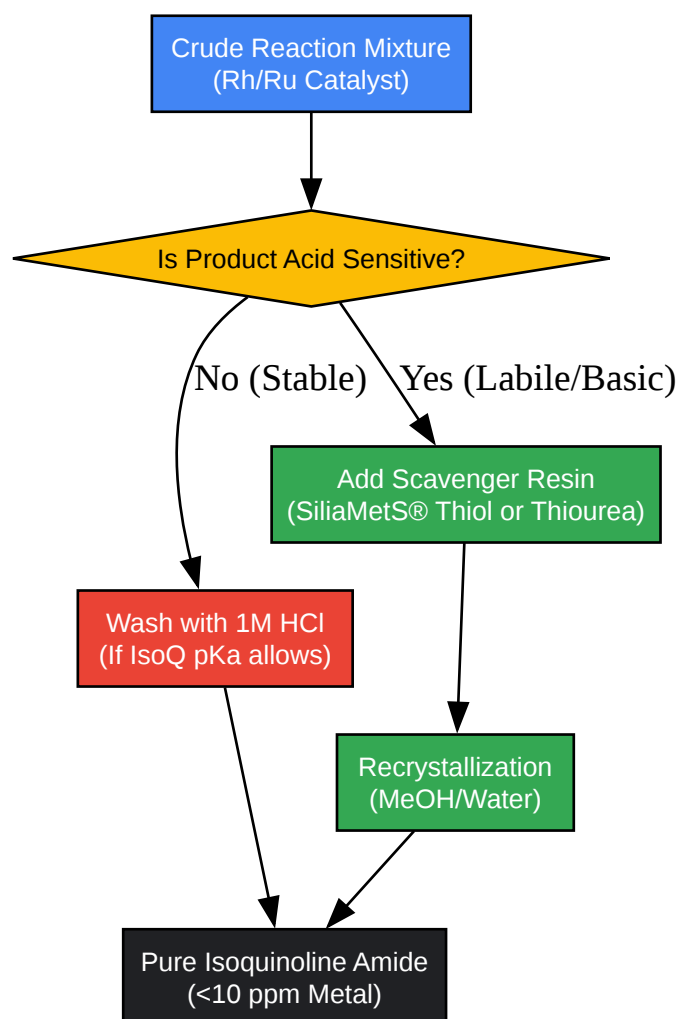 Crude Reaction Mixture
(Rh/Ru Catalyst)
Is Product Acid Sensitive?
No (Stable)
Yes (Labile/Basic)
Add Scavenger Resin
(SiliaMetS® Thiol or Thiourea)
Wash with 1M HCl
(If IsoQ pKa allows)
Recrystallization
(MeOH/Water)
Pure Isoquinoline Amide
(<10 ppm Metal)